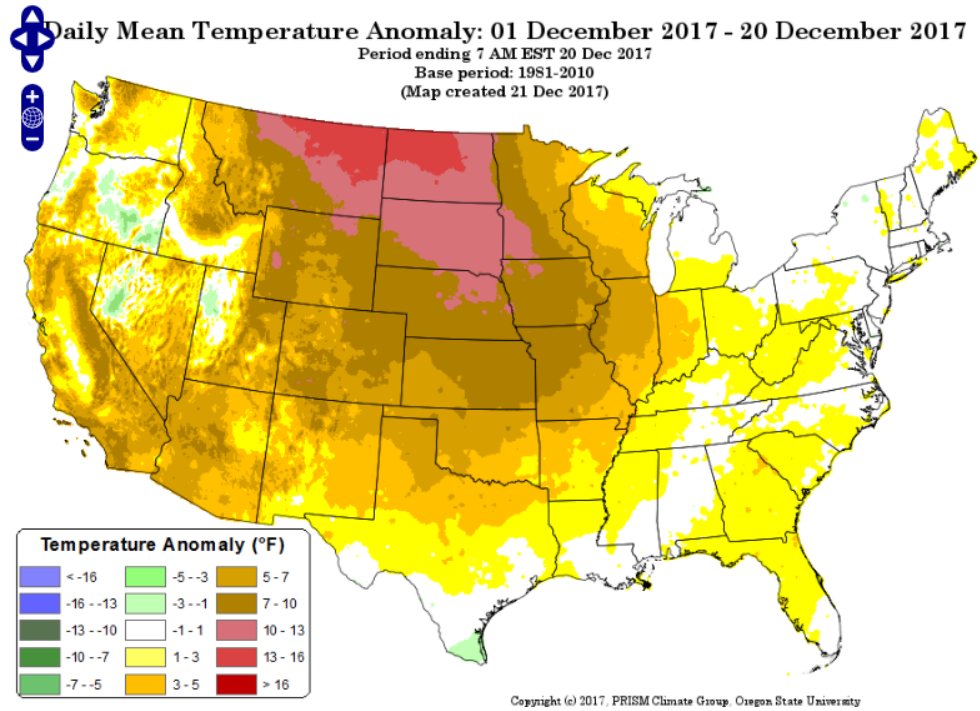 Daily Mean Temperature Anomaly: 01 December 2017 - 20 December 2017
Period ending 7 AM EST 20 Dec 2017
Base period: 1981-2010
(Map created 21 Dec 2017)
+
−
Temperature Anomaly (°F)
< -16
-5 - -3
5 - 7
-16 - -13
-3 - -1
7 - 10
-13 - -10
-1 - 1
10 - 13
-10 - -7
1 - 3
13 - 16
-7 - -5
3 - 5
> 16
Copyright (c) 2017, PRISM Climate Group, Oregon State University